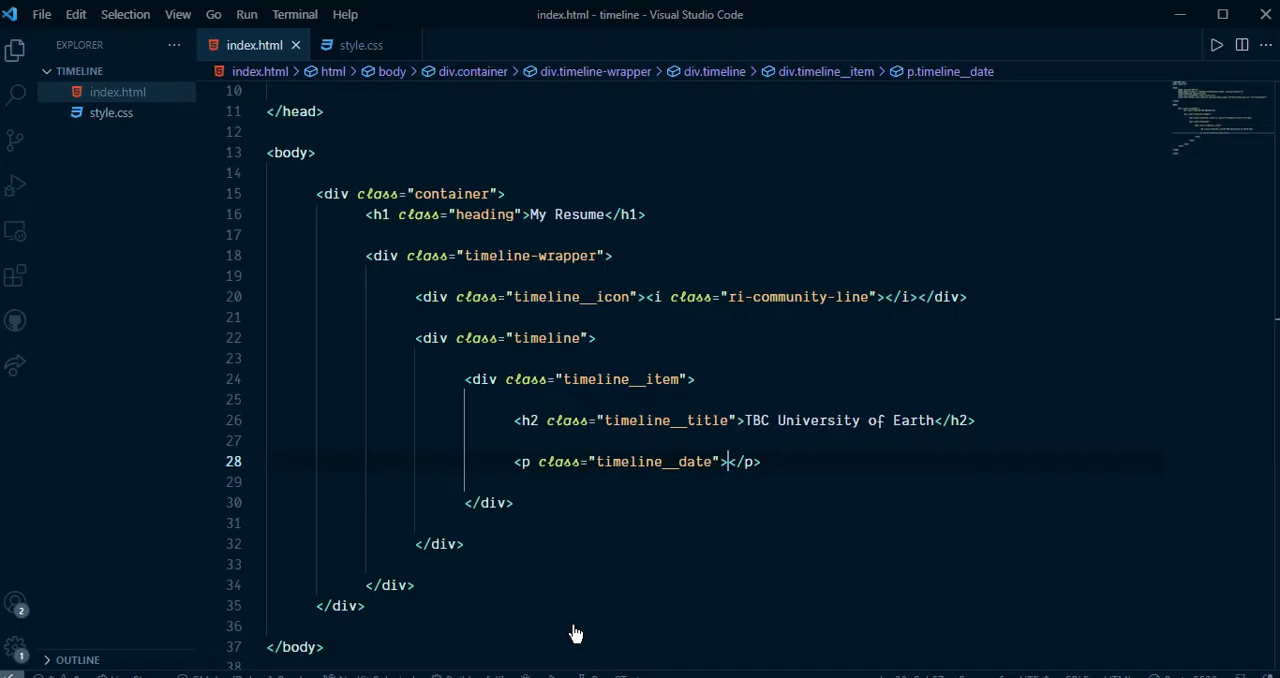 File Edit Selection View Go Run Terminal Help index.html - timeline - Visual Studio Code
EXPLORER ··· index.html style.css
TIMELINE index.html > html > body > div.container > div.timeline-wrapper > div.timeline > div.timeline__item > p.timeline__date
index.html
style.css
10
11 </head>
12
13 <body>
14
15 <div class="container">
16 <h1 class="heading">My Resume</h1>
17
18 <div class="timeline-wrapper">
19
20 <div class="timeline__icon"><i class="ri-community-line"></i></div>
21
22 <div class="timeline">
23
24 <div class="timeline__item">
25
26 <h2 class="timeline__title">TBC University of Earth</h2>
27
28 <p class="timeline__date"></p>
29
30 </div>
31
32 </div>
33
34 </div>
35 </div>
36
37 </body>
38
2
1
OUTLINE